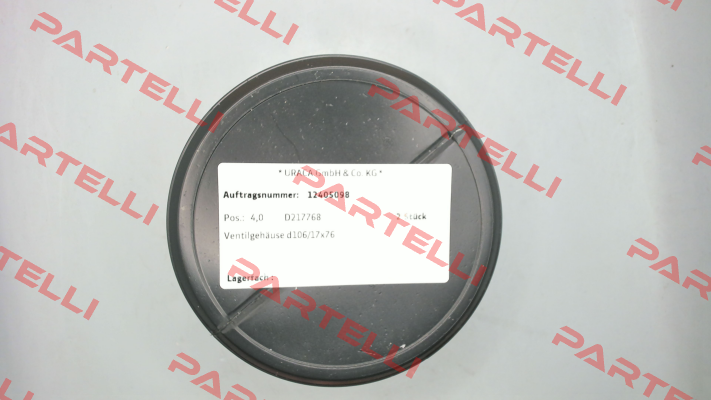 PARTELLI
PARTELLI
PARTELLI
PARTELLI
PARTELLI
* URACA GmbH & Co. KG *
Auftragsnummer: 12405098
Pos.: 4,0 D217768 2 Stück
Ventilgehäuse d106/17x76
Lagerfach :
PARTELLI
PARTELLI
PARTELLI
PARTELLI
PARTELLI